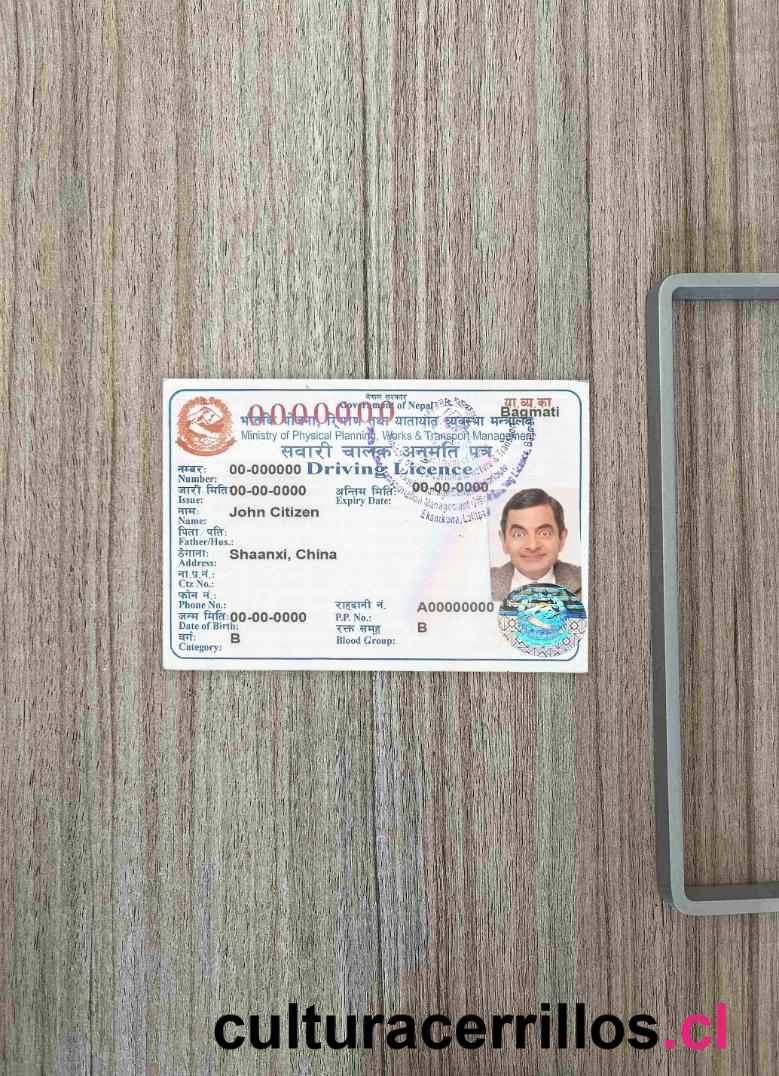 नेपाल सरकार
Government of Nepal
या.व्य.का
Bagmati
0000000
भौतिक योजना, निर्माण तथा यातायात व्यवस्था मन्त्रालय
Ministry of Physical Planning, Works & Transport Management
सवारी चालक अनुमति पत्र
नम्बर: 00-000000 Driving Licence
Number:
जारी मिति: 00-00-0000 अन्तिम मिति: 00-00-0000
Issue: Expiry Date:
नाम: John Citizen
Name:
पिता/पति:
Father/Hus.:
ठेगाना: Shaanxi, China
Address:
ना.प्र.नं.:
Ctz No.:
फोन नं.:
Phone No.:
राहदानी नं. A00000000
P.P. No.:
जन्म मिति: 00-00-0000
Date of Birth:
रक्त समूह B
Blood Group:
वर्ग: B
Category:
Ekantakuna, Lalitpur
culturacerrillos.cl